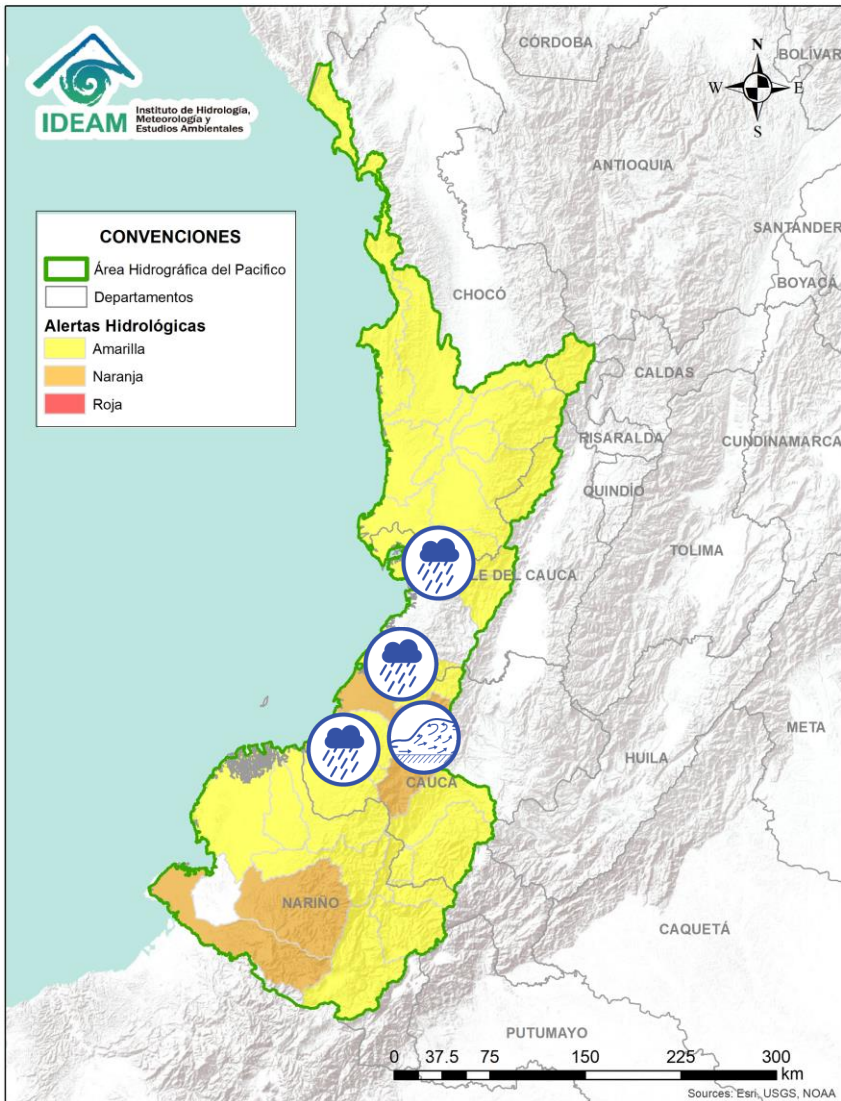 IDEAM
Instituto de Hidrología,
Meteorología y
Estudios Ambientales
CÓRDOBA
BOLÍVAR
N
W
E
S
ANTIOQUIA
SANTANDER
BOYACÁ
CONVENCIONES
Área Hidrográfica del Pacifico
Departamentos
Alertas Hidrológicas
Amarilla
Naranja
Roja
CHOCÓ
CALDAS
RISARALDA
CUNDINAMARCA
QUINDÍO
TOLIMA
LE DEL CAUCA
META
HUILA
CAUCA
NARIÑO
CAQUETÁ
PUTUMAYO
0 37.5 75 150 225 300
km
Sources: Esri, USGS, NOAA